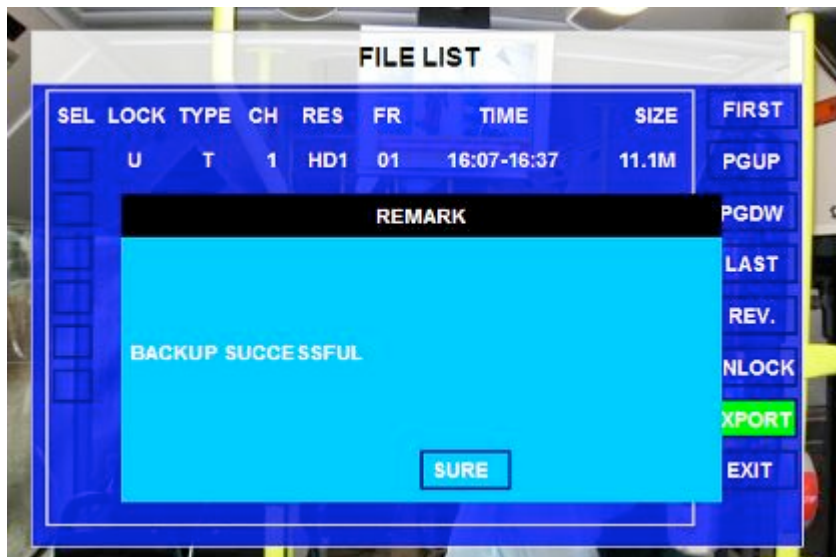 FILE LIST
SEL LOCK TYPE CH RES FR TIME SIZE
U T 1 HD1 01 16:07-16:37 11.1M
REMARK
BACKUP SUCCESSFUL
SURE
FIRST
PGUP
PGDW
LAST
REV.
NLOCK
XPORT
EXIT